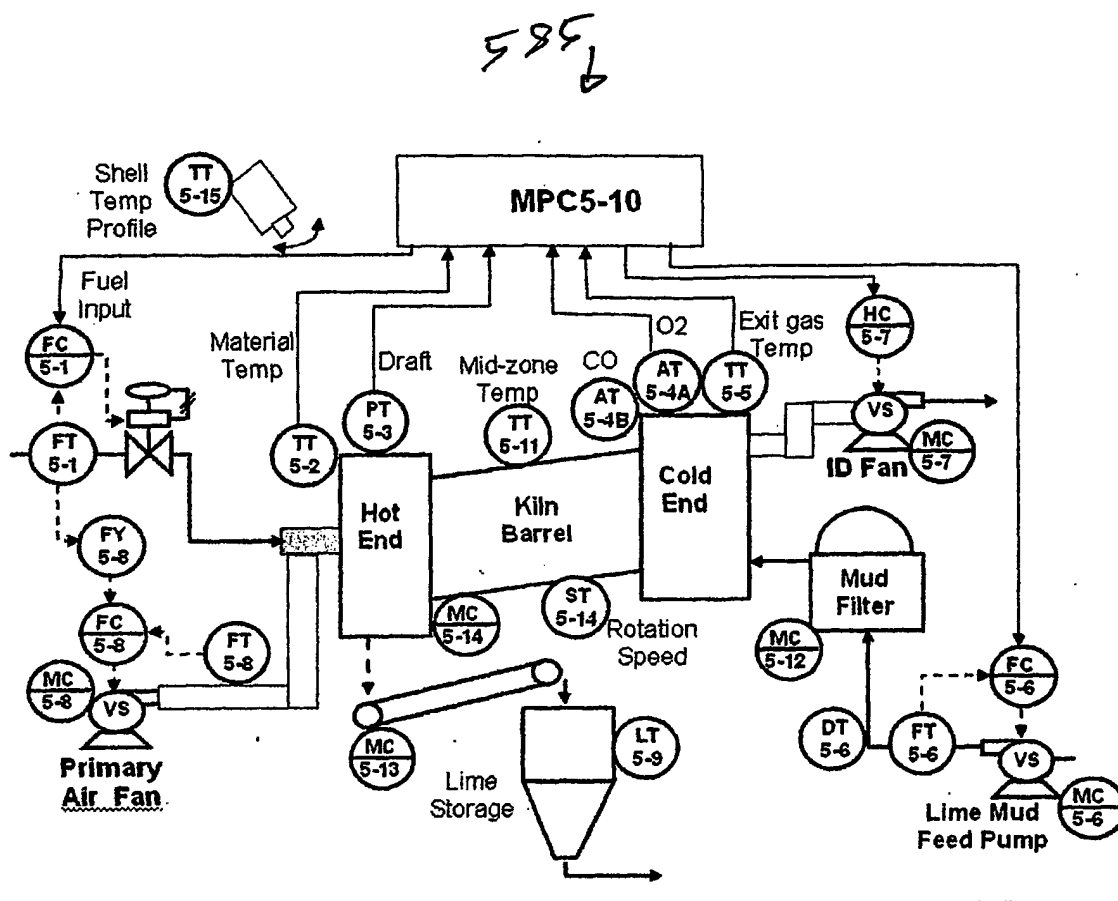 585
MPC5-10
Shell
Temp
Profile
TT
5-15
Fuel
Input
FC
5-1
FT
5-1
FY
5-8
FC
5-8
FT
5-8
MC
5-8
VS
Primary
Air Fan
Material
Temp
TT
5-2
Draft
PT
5-3
Mid-zone
Temp
TT
5-11
CO
AT
5-4B
O2
AT
5-4A
TT
5-5
Exit gas
Temp
HC
5-7
VS
MC
5-7
ID Fan
Hot
End
Kiln
Barrel
Cold
End
MC
5-14
ST
5-14
Rotation
Speed
MC
5-13
Lime
Storage
LT
5-9
Mud
Filter
MC
5-12
DT
5-6
FT
5-6
FC
5-6
VS
MC
5-6
Lime Mud
Feed Pump